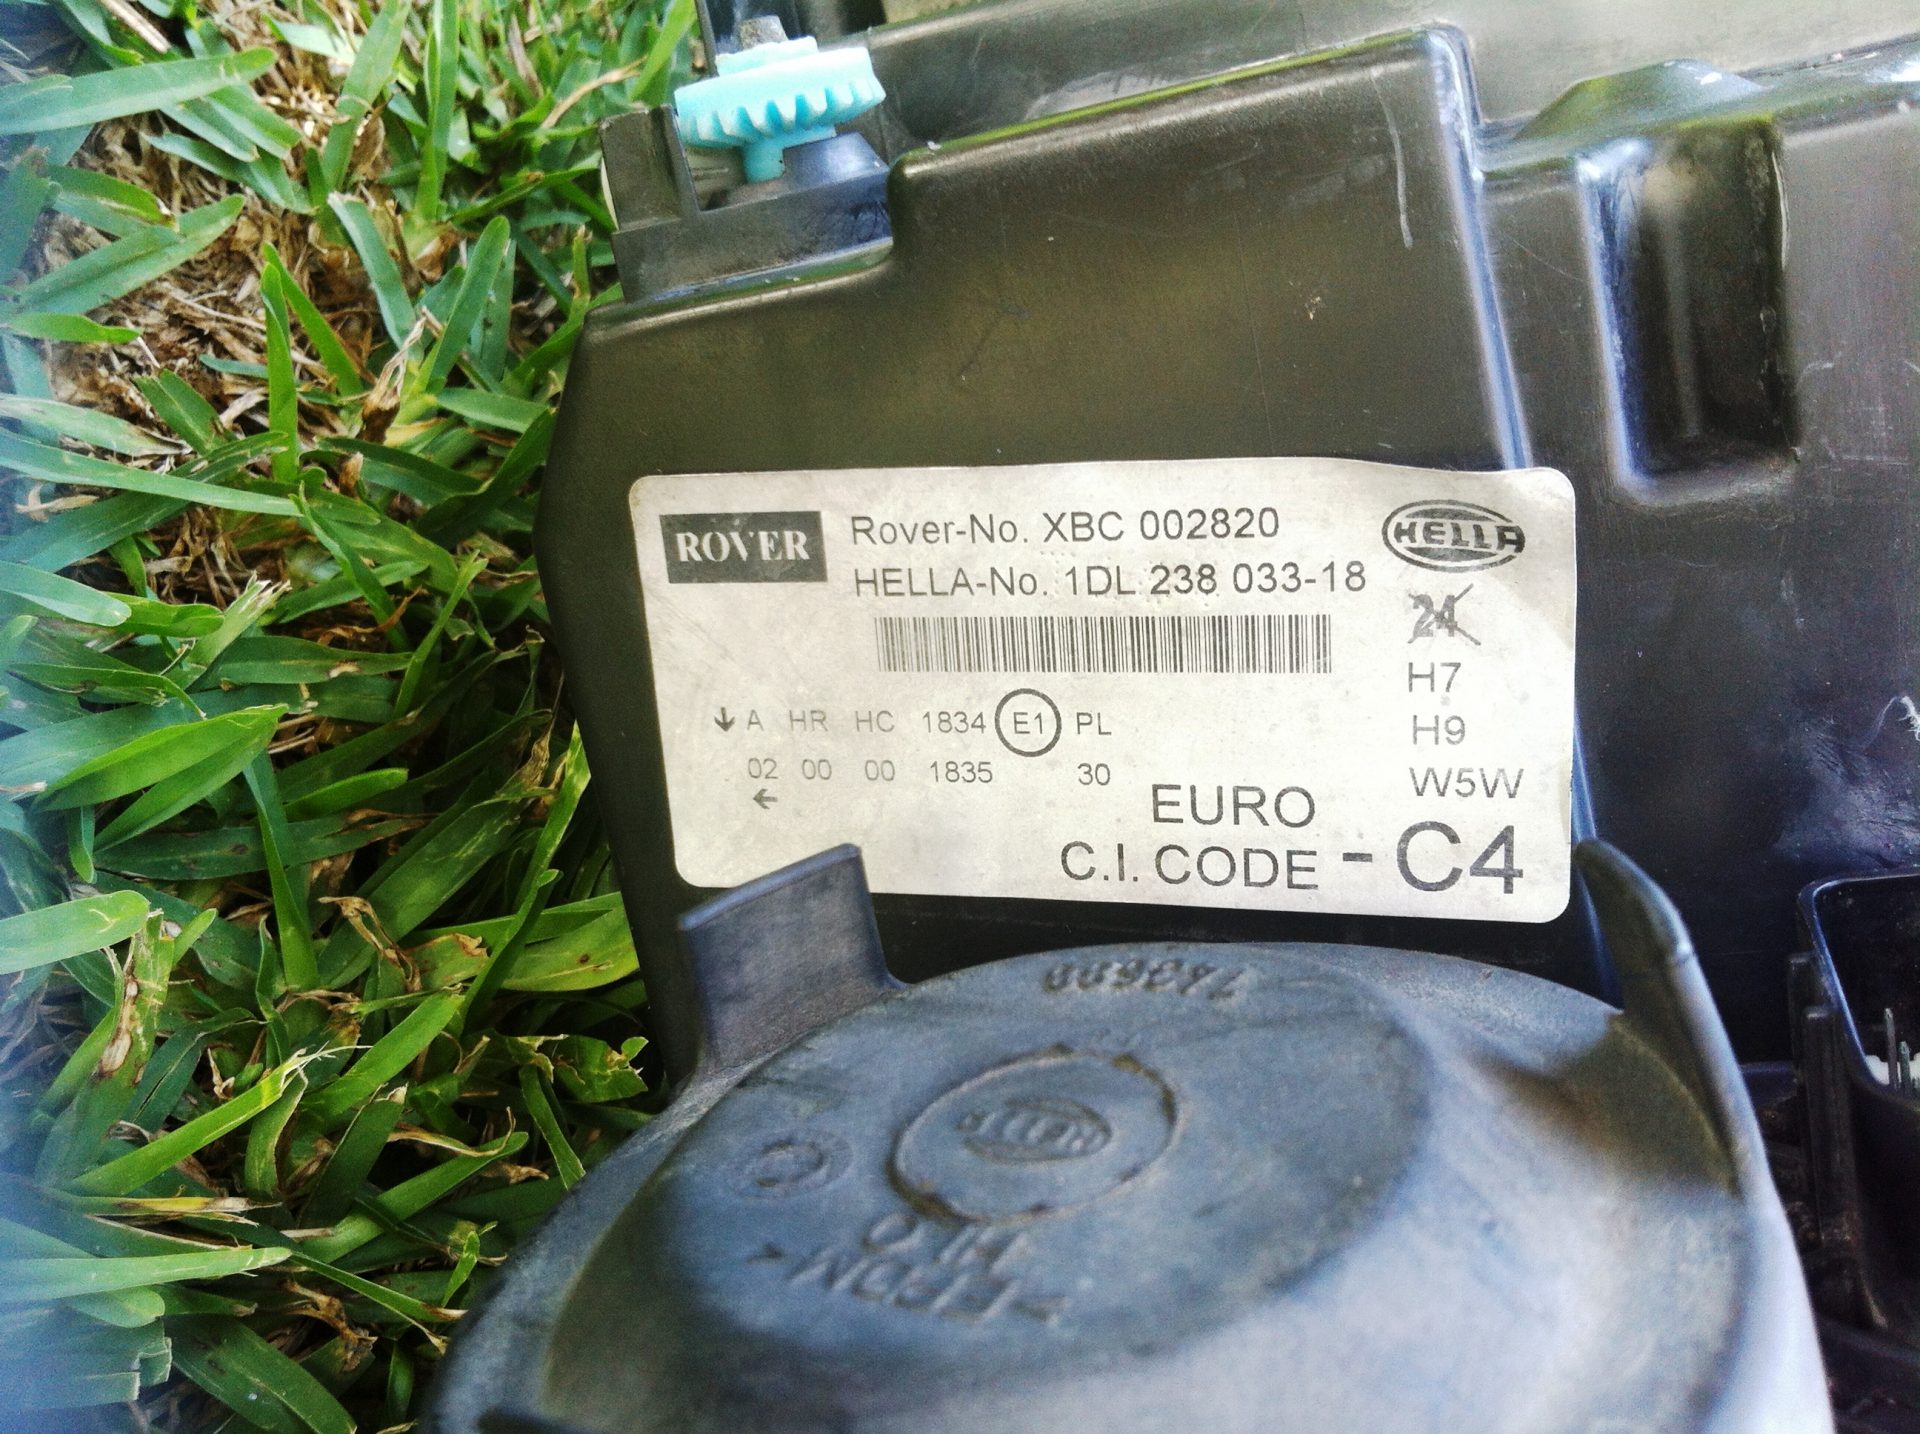 ROVER
Rover-No. XBC 002820
HELLA-No. 1DL 238 033-18
HELLA
24
H7
H9
W5W
↓ A HR HC 1834 E1 PL
02 00 00 1835 30
←
EURO
C.I. CODE - C4
HELLA